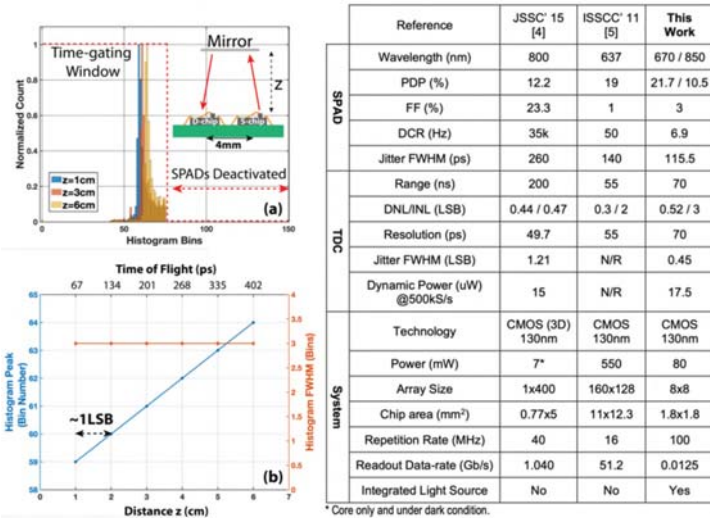 Normalized Count
1
0.8
0.6
0.4
0.2
0
Time-gating
Window
Mirror
Z
D-chip
S-chip
4mm
SPADs Deactivated
z=1cm
z=3cm
z=6cm
(a)
0 50 100 150
Histogram Bins
Time of Flight (ps)
67 134 201 268 335 402
Histogram Peak
(Bin Number)
65
64
63
62
61
60
59
58
~1LSB
(b)
4
3.5
3
2.5
2
1.5
1
0.5
0
Histogram FWHM (Bins)
0 1 2 3 4 5 6 7
Distance z (cm)
Reference JSSC' 15 [4] ISSCC' 11 [5] This Work
SPAD
Wavelength (nm) 800 637 670 / 850
PDP (%) 12.2 19 21.7 / 10.5
FF (%) 23.3 1 3
DCR (Hz) 35k 50 6.9
Jitter FWHM (ps) 260 140 115.5
TDC
Range (ns) 200 55 70
DNL/INL (LSB) 0.44 / 0.47 0.3 / 2 0.52 / 3
Resolution (ps) 49.7 55 70
Jitter FWHM (LSB) 1.21 N/R 0.45
Dynamic Power (uW) @500kS/s 15 N/R 17.5
System
Technology CMOS (3D) 130nm CMOS 130nm CMOS 130nm
Power (mW) 7* 550 80
Array Size 1x400 160x128 8x8
Chip area (mm²) 0.77x5 11x12.3 1.8x1.8
Repetition Rate (MHz) 40 16 100
Readout Data-rate (Gb/s) 1.040 51.2 0.0125
Integrated Light Source No No Yes
* Core only and under dark condition.